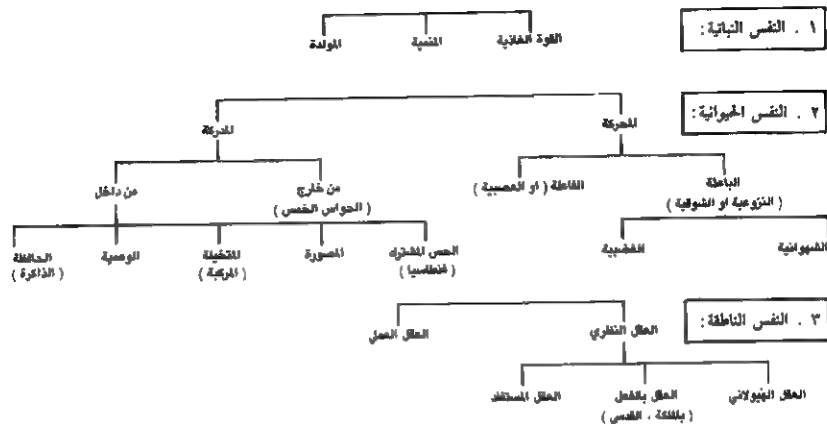 ١ . النفس النباتية :
القوة الغاذية
المنمية
المولدة
٢ . النفس الحيوانية :
المحركة
المدركة
الباعثة
( النزوعية او الشوقية )
الفاعلة ( او العصبية )
من خارج
( الحواس الخمس )
من داخل
الشهوانية
الغضبية
الحس المشترك
( فنطاسيا )
المصورة
المتخيلة
( المركبة )
الوهمية
الحافظة
( الذاكرة )
٣ . النفس الناطقة :
العقل النظري
العقل العملي
العقل الهيولاني
العقل بالفعل
( بالملكة ، القدسي )
العقل المستفاد